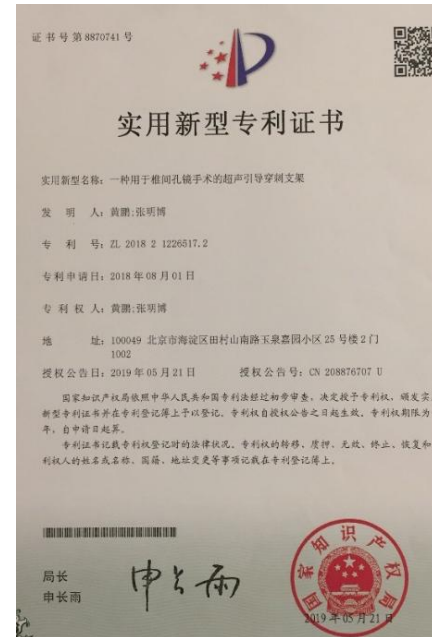 证书号第8870741号
实用新型专利证书
实用新型名称：一种用于椎间孔镜手术的超声引导穿刺支架
发 明 人：黄鹏;张明博
专 利 号：ZL 2018 2 1226517.2
专利申请日：2018年08月01日
专 利 权 人：黄鹏;张明博
地 址：100049 北京市海淀区田村山南路玉泉嘉园小区25号楼2门
1002
授权公告日：2019年05月21日 授权公告号：CN 208876707 U
国家知识产权局依照中华人民共和国专利法经过初步审查，决定授予专利权，颁发实
新型专利证书并在专利登记簿上予以登记。专利权自授权公告之日起生效。专利权期限为
年，自申请日起算。
专利证书记载专利权登记时的法律状况。专利权的转移、质押、无效、终止、恢复和
利权人的姓名或名称、国籍、地址变更等事项记载在专利登记簿上。
局长
申长雨
申长雨
国家知识产权局
2019年05月21日